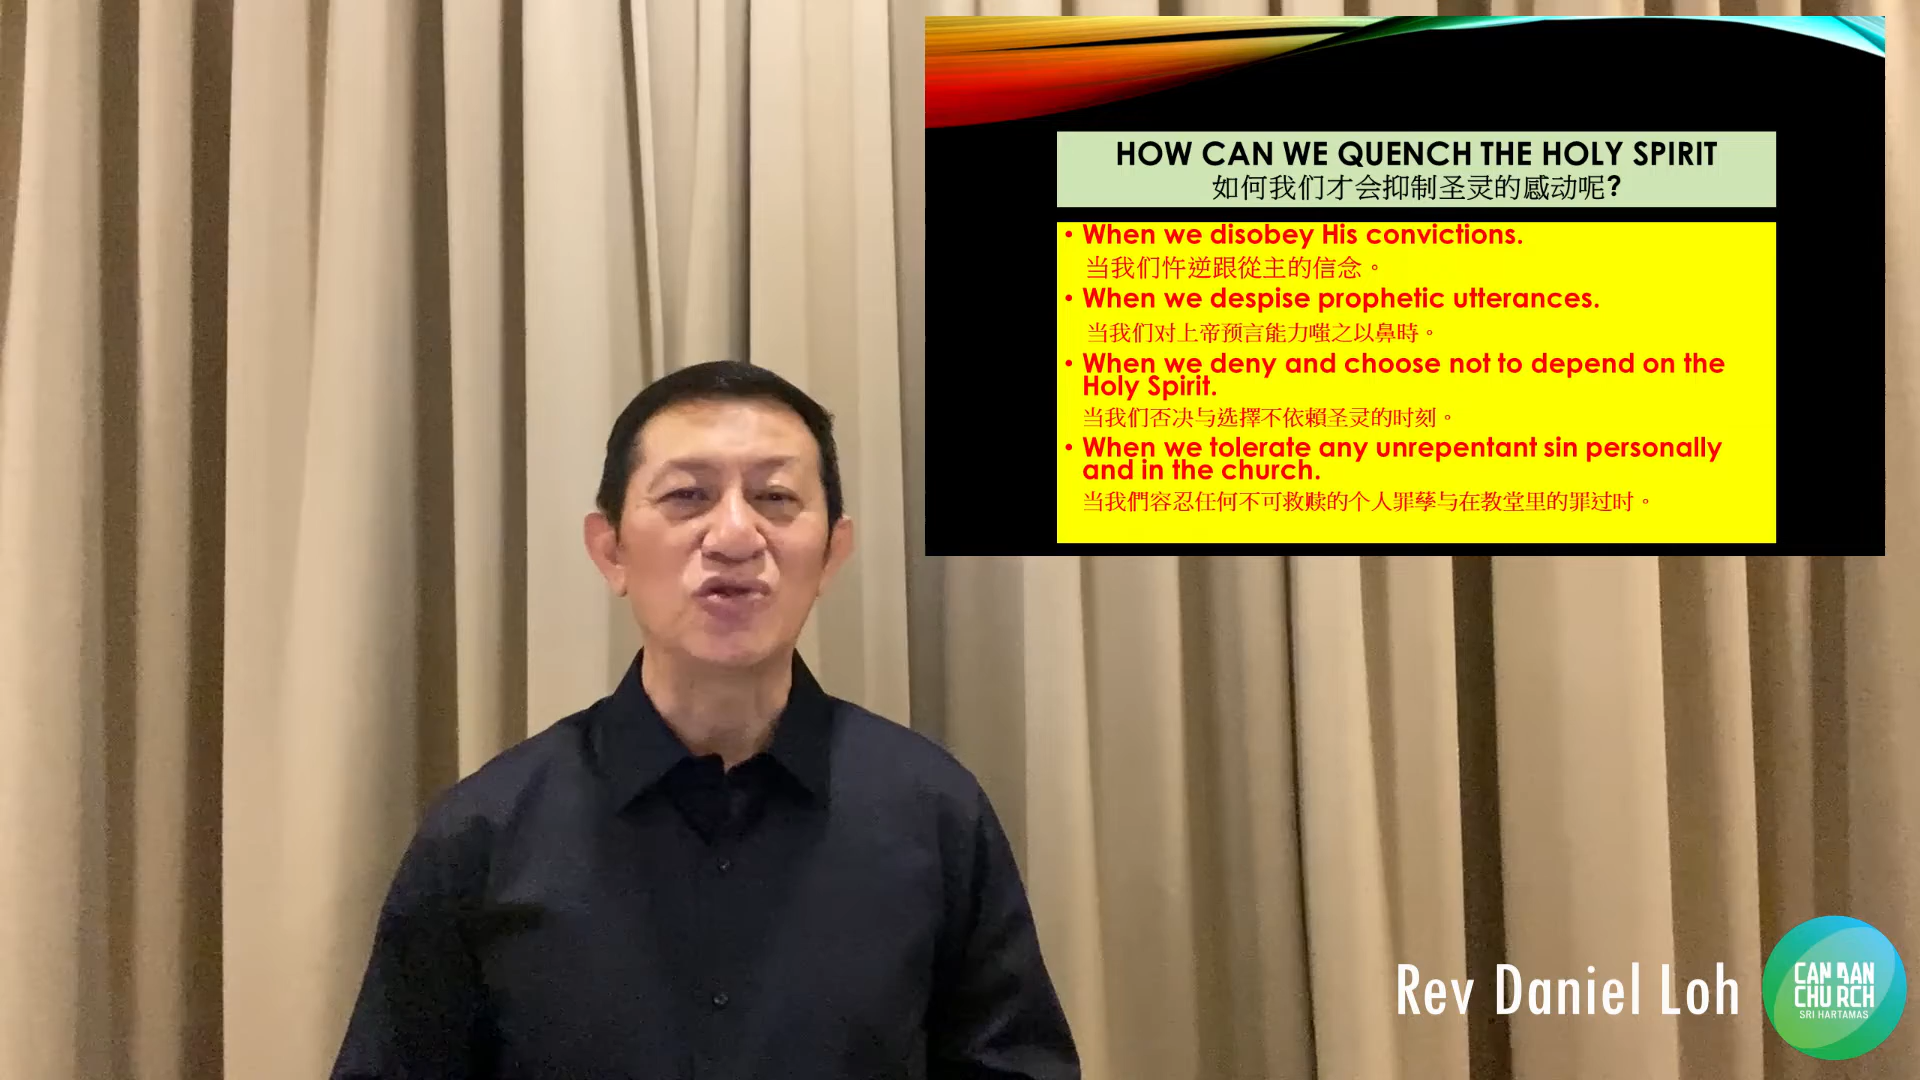 HOW CAN WE QUENCH THE HOLY SPIRIT
如何我们才会抑制圣灵的感动呢?
• When we disobey His convictions.
当我们忤逆跟從主的信念。
• When we despise prophetic utterances.
当我们对上帝预言能力嗤之以鼻時。
• When we deny and choose not to depend on the
Holy Spirit.
当我们否决与选擇不依賴圣灵的时刻。
• When we tolerate any unrepentant sin personally
and in the church.
当我們容忍任何不可救赎的个人罪孽与在教堂里的罪过时。
Rev Daniel Loh
CANAAN
CHURCH
SRI HARTAMAS